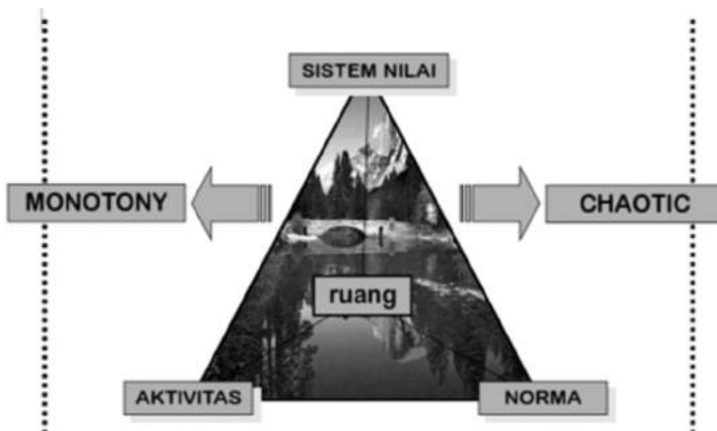 SISTEM NILAI
MONOTONY
CHAOTIC
ruang
AKTIVITAS
NORMA